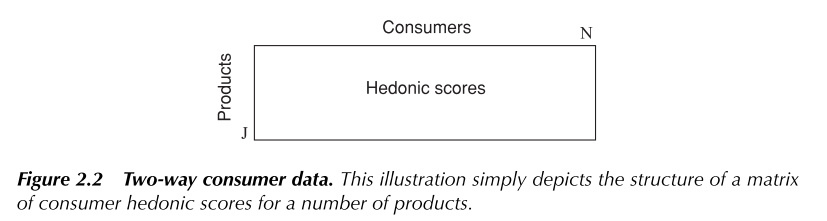 Consumers
N
Products
Hedonic scores
J
Figure 2.2 Two-way consumer data. This illustration simply depicts the structure of a matrix
of consumer hedonic scores for a number of products.